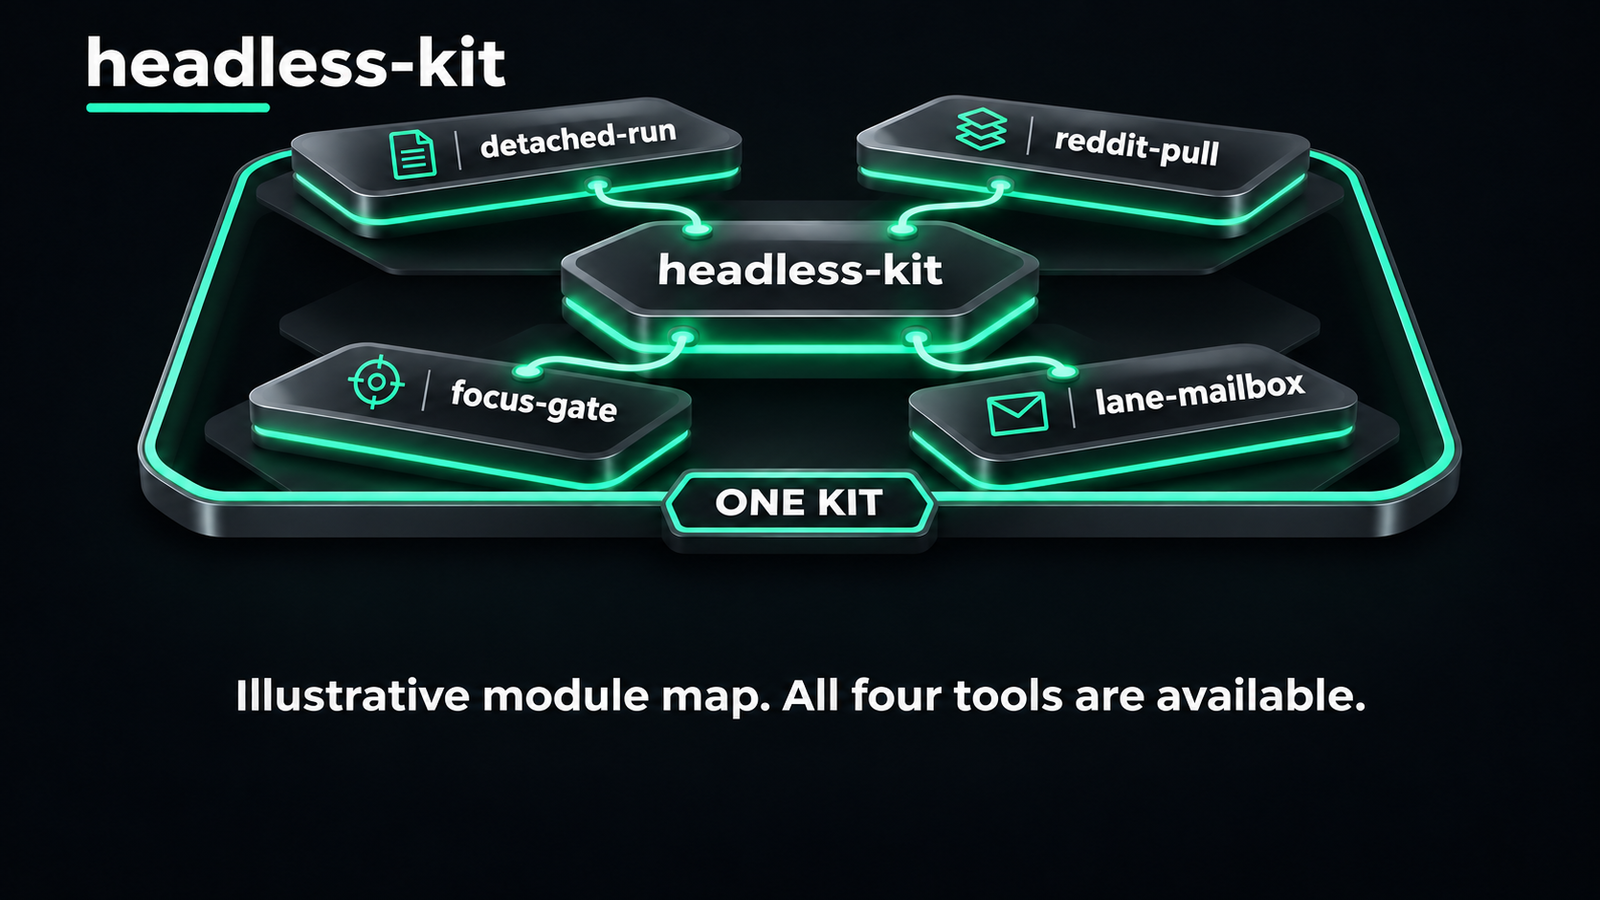 headless-kit
detached-run
reddit-pull
headless-kit
focus-gate
lane-mailbox
ONE KIT
Illustrative module map. All four tools are available.